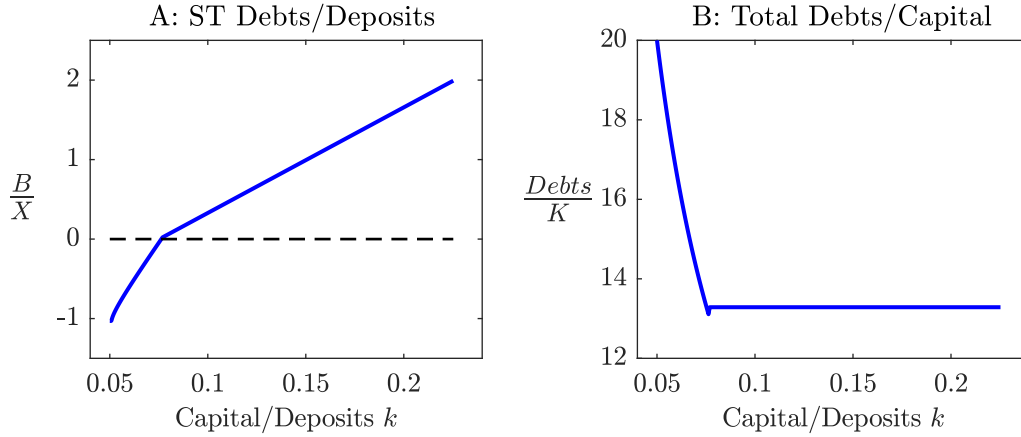 A: ST Debts/Deposits
2
1
0
-1
B
X
0.05 0.1 0.15 0.2
Capital/Deposits k
B: Total Debts/Capital
20
18
16
14
12
Debts
K
0.05 0.1 0.15 0.2
Capital/Deposits k